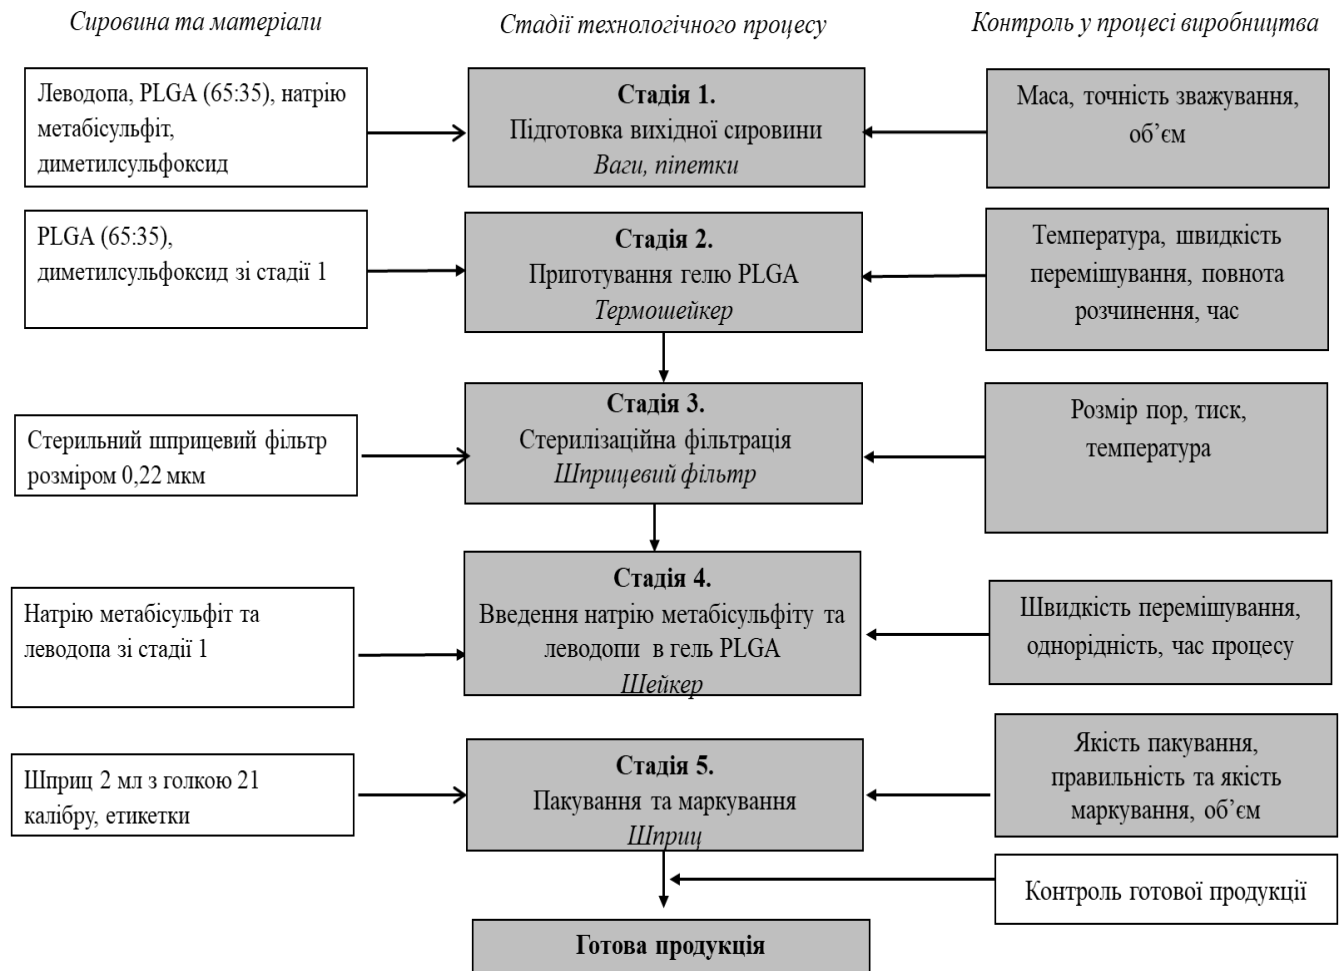 Сировина та матеріали
Стадії технологічного процесу
Контроль у процесі виробництва
Леводопа, PLGA (65:35), натрію
метабісульфіт,
диметилсульфоксид
Стадія 1.
Підготовка вихідної сировини
Ваги, піпетки
Маса, точність зважування,
об’єм
PLGA (65:35),
диметилсульфоксид зі стадії 1
Стадія 2.
Приготування гелю PLGA
Термошейкер
Температура, швидкість
перемішування, повнота
розчинення, час
Стерильний шприцевий фільтр
розміром 0,22 мкм
Стадія 3.
Стерилізаційна фільтрація
Шприцевий фільтр
Розмір пор, тиск,
температура
Натрію метабісульфіт та
леводопа зі стадії 1
Стадія 4.
Введення натрію метабісульфіту та
леводопи в гель PLGA
Шейкер
Швидкість перемішування,
однорідність, час процесу
Шприц 2 мл з голкою 21
калібру, етикетки
Стадія 5.
Пакування та маркування
Шприц
Якість пакування,
правильність та якість
маркування, об’єм
Контроль готової продукції
Готова продукція